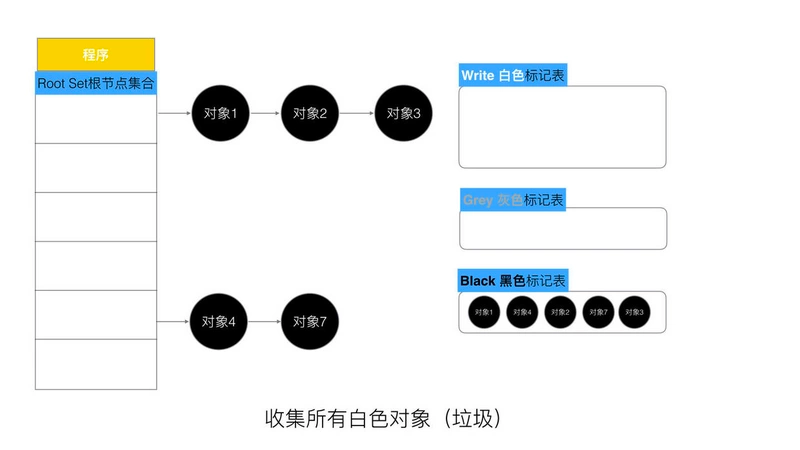 程序
Root Set根节点集合
对象1
对象2
对象3
对象4
对象7
Write 白色标记表
Grey 灰色标记表
Black 黑色标记表
对象1 对象4 对象2 对象7 对象3
收集所有白色对象（垃圾）